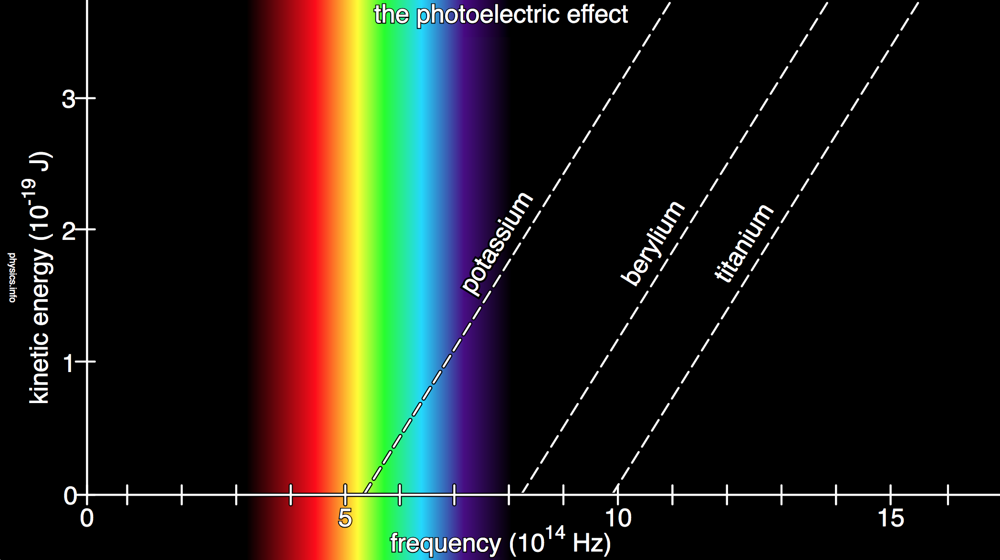 the photoelectric effect
3
2
1
0
kinetic energy (10⁻¹⁹ J)
physics.info
potassium
berylium
titanium
0 5 10 15
frequency (10¹⁴ Hz)